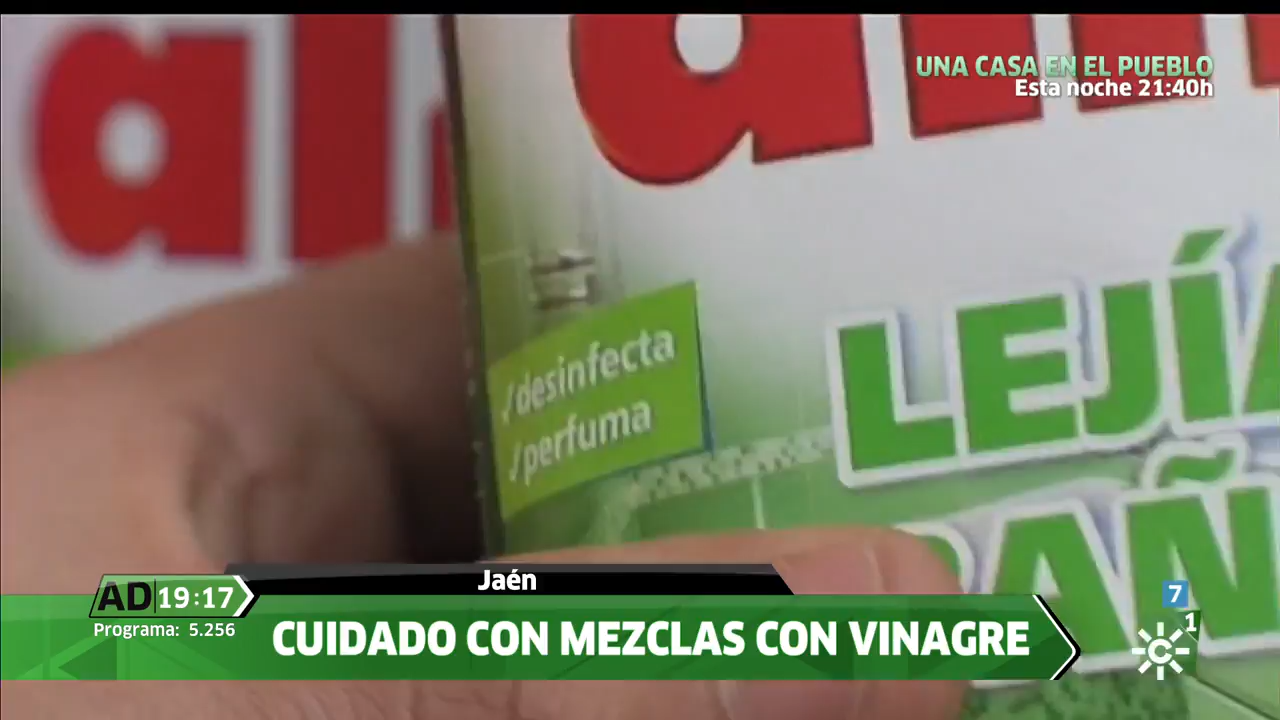 UNA CASA EN EL PUEBLO
Esta noche 21:40h
✓desinfecta
✓perfuma
LEJÍA
Jaén
AD 19:17
Programa: 5.256
CUIDADO CON MEZCLAS CON VINAGRE
7
1